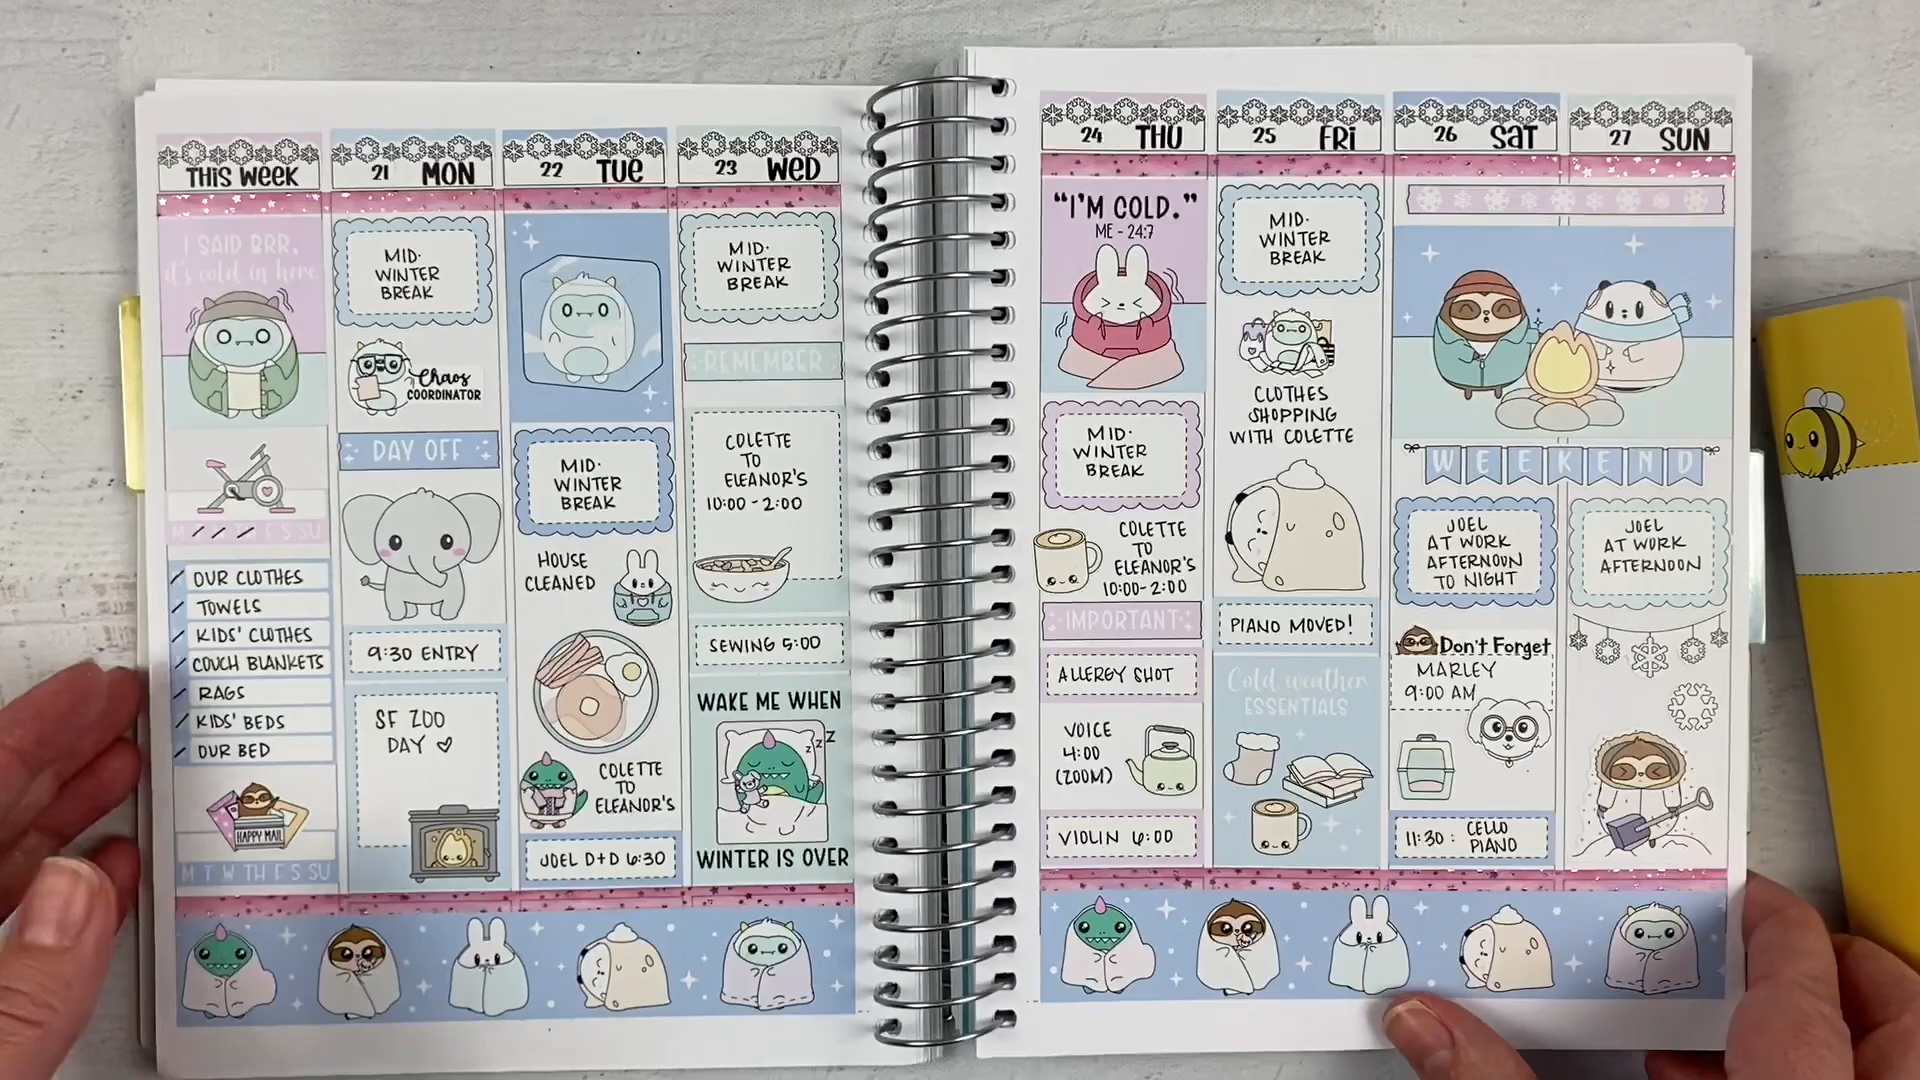 THIS WEEK
I SAID BRR,
it's cold in here
M T W TH F S SU
OUR CLOTHES
TOWELS
KIDS' CLOTHES
COUCH BLANKETS
RAGS
KIDS' BEDS
OUR BED
HAPPY MAIL
M T W TH F S SU
21 MON
MID-
WINTER
BREAK
Chaos
COORDINATOR
DAY OFF
9:30 ENTRY
SF ZOO
DAY ♡
22 TUE
MID-
WINTER
BREAK
HOUSE
CLEANED
COLETTE
TO
ELEANOR'S
JOEL D+D 6:30
23 WED
MID-
WINTER
BREAK
REMEMBER
COLETTE
TO
ELEANOR'S
10:00-2:00
SEWING 5:00
WAKE ME WHEN
Z Z Z
WINTER IS OVER
24 THU
"I'M COLD."
ME - 24:7
MID-
WINTER
BREAK
COLETTE
TO
ELEANOR'S
10:00-2:00
IMPORTANT
ALLERGY SHOT
VOICE
4:00
(ZOOM)
VIOLIN 6:00
25 FRI
MID-
WINTER
BREAK
CLOTHES
SHOPPING
WITH COLETTE
PIANO MOVED!
Cold weather
ESSENTIALS
26 SAT
27 SUN
WEEKEND
JOEL
AT WORK
AFTERNOON
TO NIGHT
Don't Forget
MARLEY
9:00 AM
11:30: CELLO
PIANO
JOEL
AT WORK
AFTERNOON